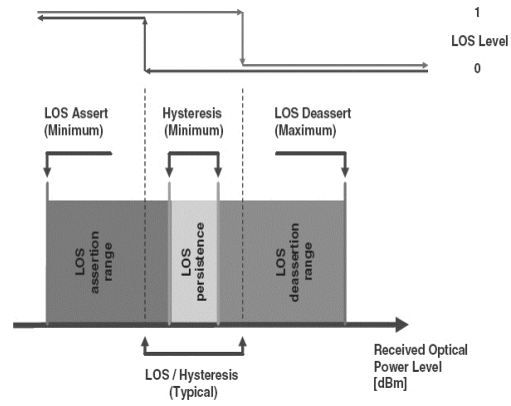 1
LOS Level
0
LOS Assert
(Minimum)
Hysteresis
(Minimum)
LOS Deassert
(Maximum)
LOS
assertion
range
LOS
persistence
LOS
deassertion
range
Received Optical
Power Level
[dBm]
LOS / Hysteresis
(Typical)